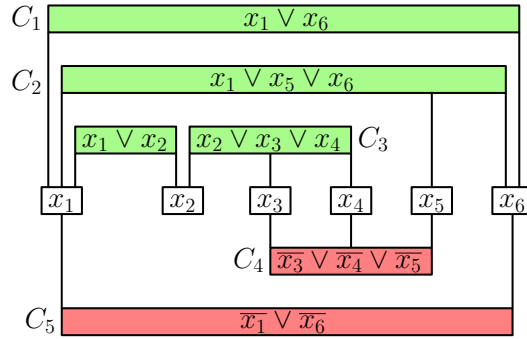 C₁ x₁ ∨ x₆
C₂ x₁ ∨ x₅ ∨ x₆
x₁ ∨ x₂ x₂ ∨ x₃ ∨ x₄ C₃
x₁ x₂ x₃ x₄ x₅ x₆
C₄ x̅₃ ∨ x̅₄ ∨ x̅₅
C₅ x̅₁ ∨ x̅₆